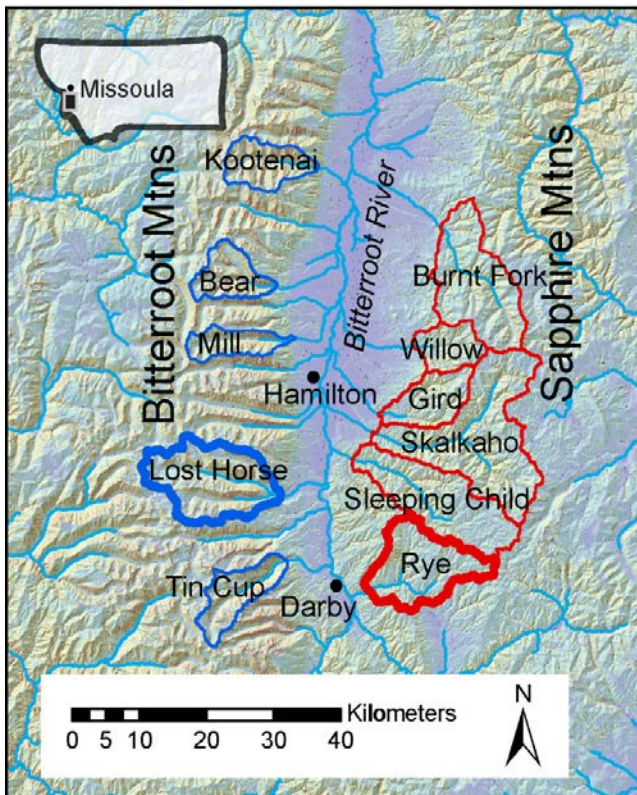 Missoula
Kootenai
Bitterroot Mtns
Bitterroot River
Sapphire Mtns
Bear
Burnt Fork
Mill
Willow
Hamilton
Gird
Skalkaho
Lost Horse
Sleeping Child
Rye
Tin Cup
Darby
N
Kilometers
0 5 10 20 30 40